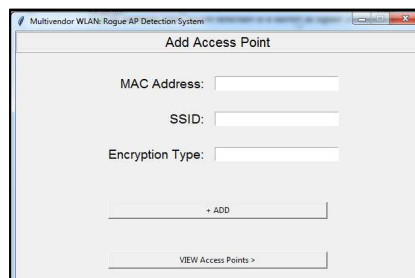 Multivendor WLAN: Rogue AP Detection System
Add Access Point
MAC Address:
SSID:
Encryption Type:
+ ADD
VIEW Access Points >